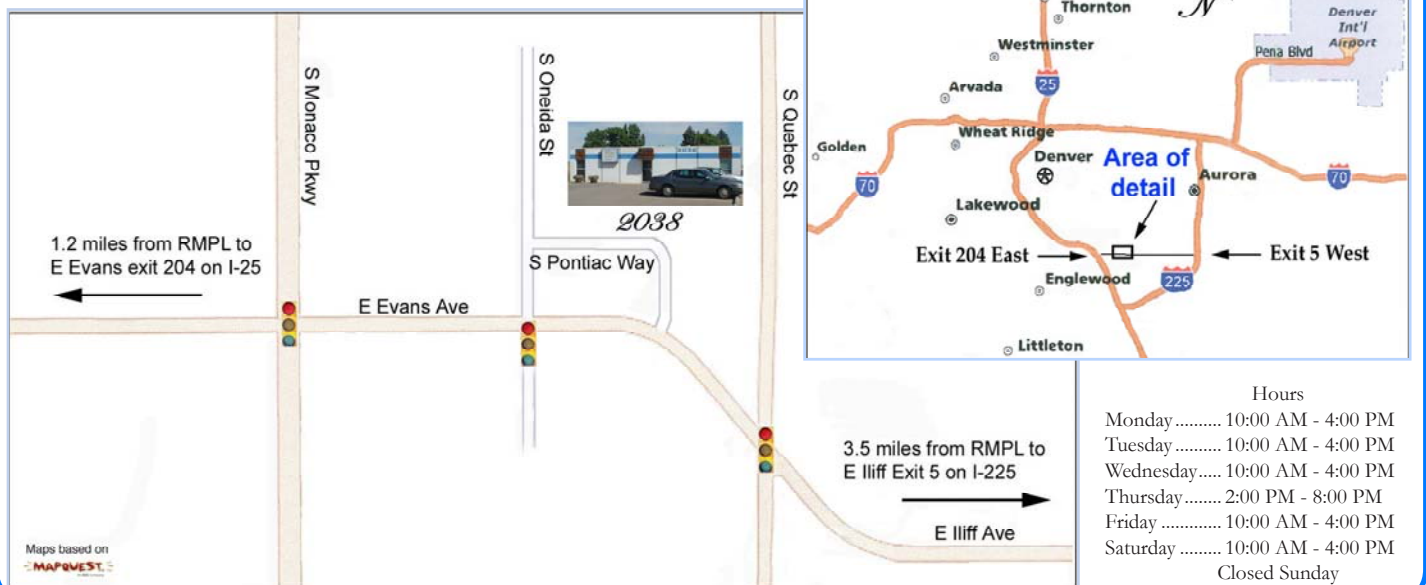 S Monaco Pkwy
S Oneida St
S Quebec St
2038
S Pontiac Way
1.2 miles from RMPL to
E Evans exit 204 on I-25
E Evans Ave
3.5 miles from RMPL to
E Iliff Exit 5 on I-225
E Iliff Ave
Maps based on
MAPQUEST.
Thornton
N
Denver
Int'l
Airport
Pena Blvd
Westminster
25
Arvada
Wheat Ridge
Golden
Denver
Area of
detail
Aurora
70
70
Lakewood
Exit 204 East
Exit 5 West
Englewood
225
Littleton
Hours
Monday ......... 10:00 AM - 4:00 PM
Tuesday ......... 10:00 AM - 4:00 PM
Wednesday ..... 10:00 AM - 4:00 PM
Thursday ........ 2:00 PM - 8:00 PM
Friday ............ 10:00 AM - 4:00 PM
Saturday ......... 10:00 AM - 4:00 PM
Closed Sunday